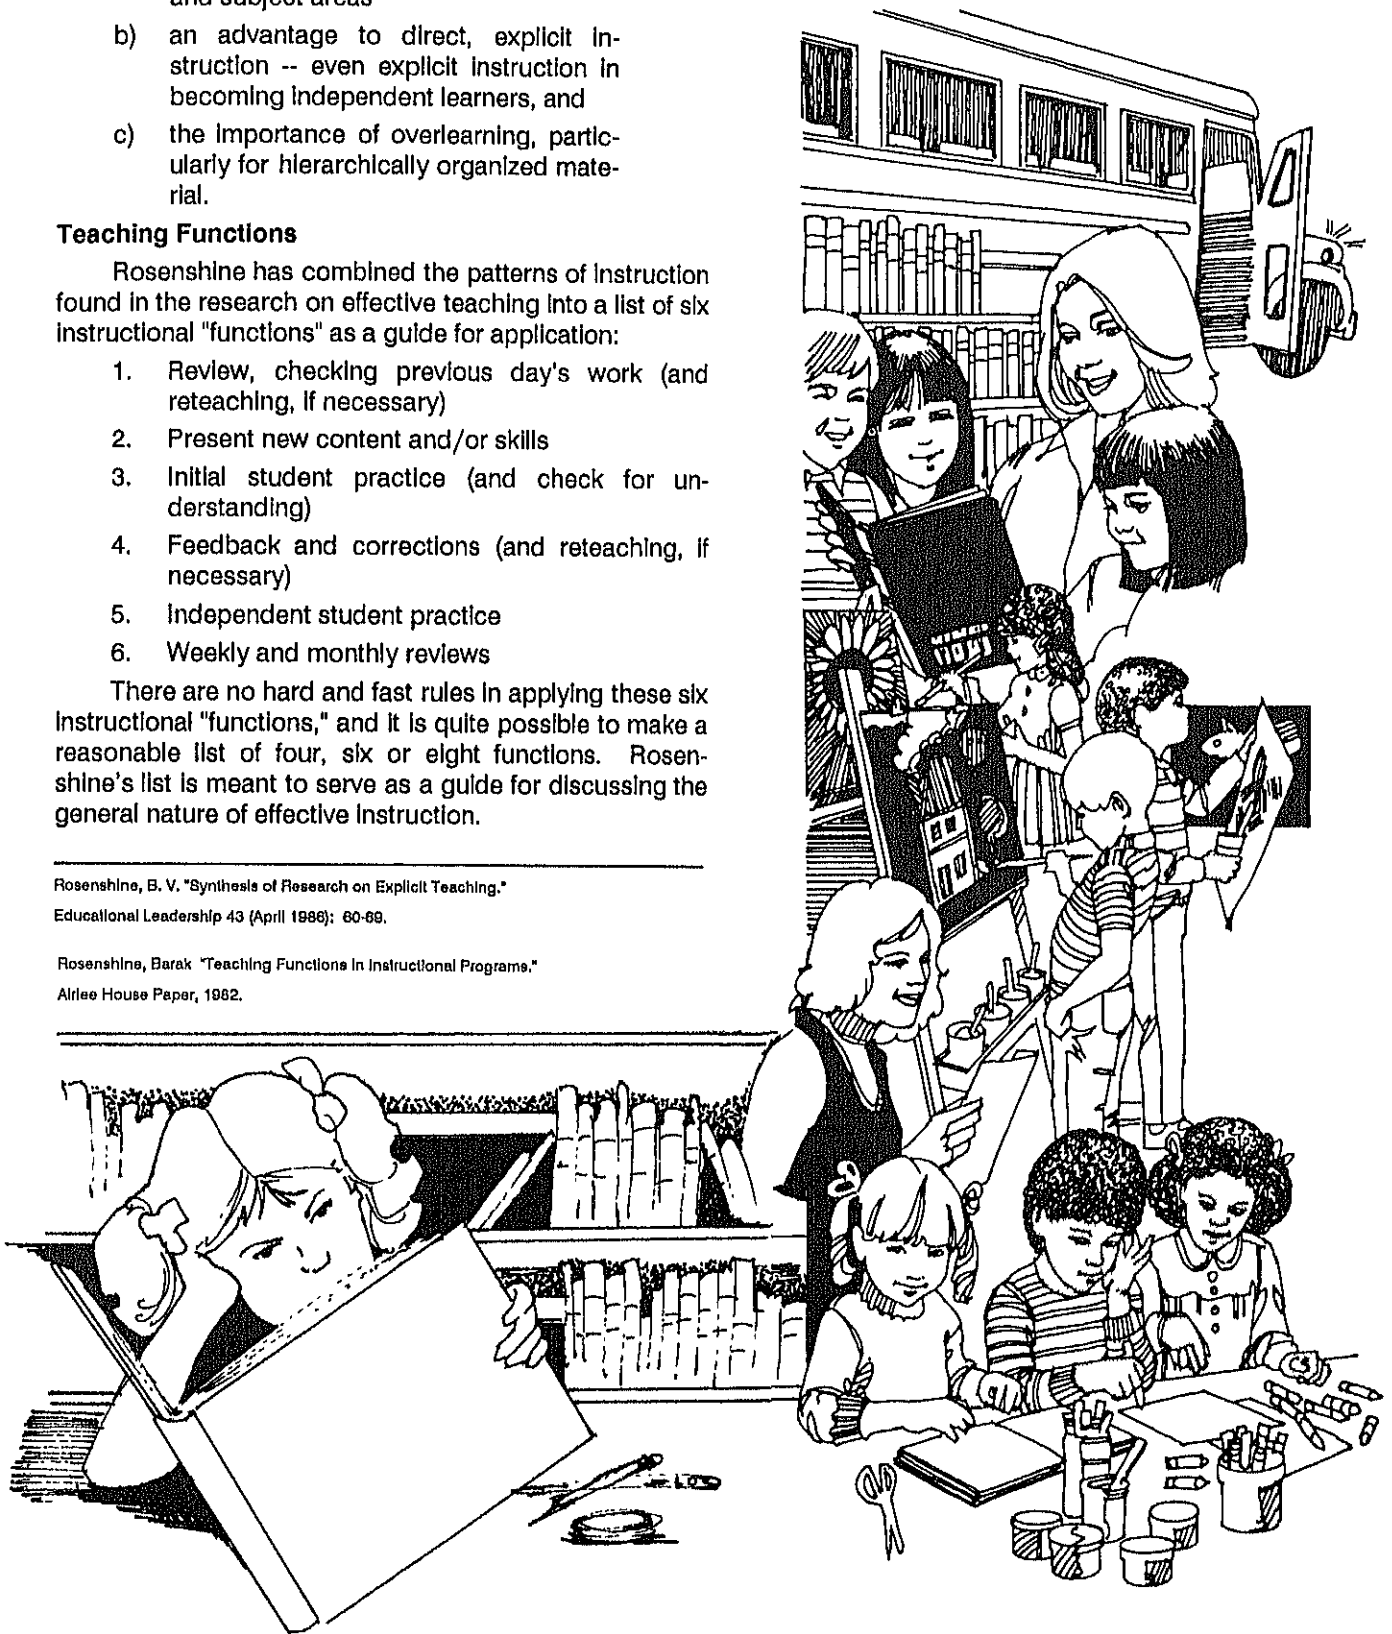 and subject areas
b) an advantage to direct, explicit in-
struction -- even explicit instruction in
becoming independent learners, and
c) the importance of overlearning, partic-
ularly for hierarchically organized mate-
rial.
Teaching Functions
Rosenshine has combined the patterns of instruction
found in the research on effective teaching into a list of six
instructional "functions" as a guide for application:
1. Review, checking previous day's work (and
reteaching, if necessary)
2. Present new content and/or skills
3. Initial student practice (and check for un-
derstanding)
4. Feedback and corrections (and reteaching, if
necessary)
5. Independent student practice
6. Weekly and monthly reviews
There are no hard and fast rules in applying these six
instructional "functions," and it is quite possible to make a
reasonable list of four, six or eight functions. Rosen-
shine's list is meant to serve as a guide for discussing the
general nature of effective instruction.
Rosenshine, B. V. "Synthesis of Research on Explicit Teaching."
Educational Leadership 43 (April 1986): 60-69.
Rosenshine, Barak "Teaching Functions in Instructional Programs."
Airlee House Paper, 1982.